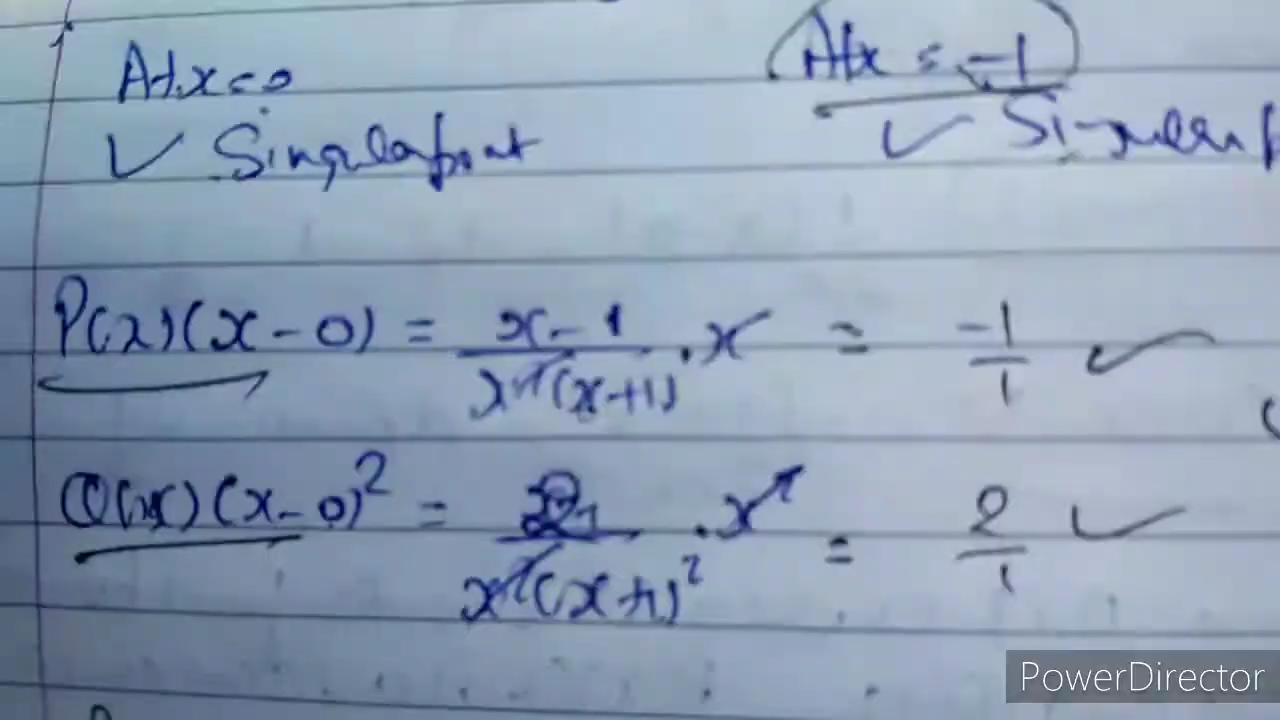 At x = 0 At x = -1
✓ Singular point ✓ Singular P
P(x)(x-0) = x-1 / x(x+1) . x = -1/1 ✓
Q(x)(x-0)² = 2 / x²(x+1)² . x² = 2/1 ✓
PowerDirector